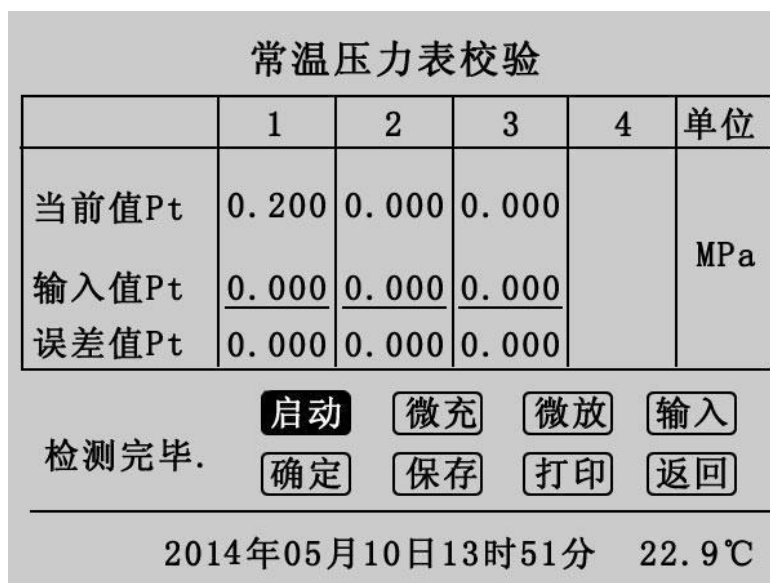 常温压力表校验
1 2 3 4 单位
当前值Pt 0.200 0.000 0.000
MPa
输入值Pt 0.000 0.000 0.000
误差值Pt 0.000 0.000 0.000
启动 微充 微放 输入
检测完毕.
确定 保存 打印 返回
2014年05月10日13时51分 22.9℃